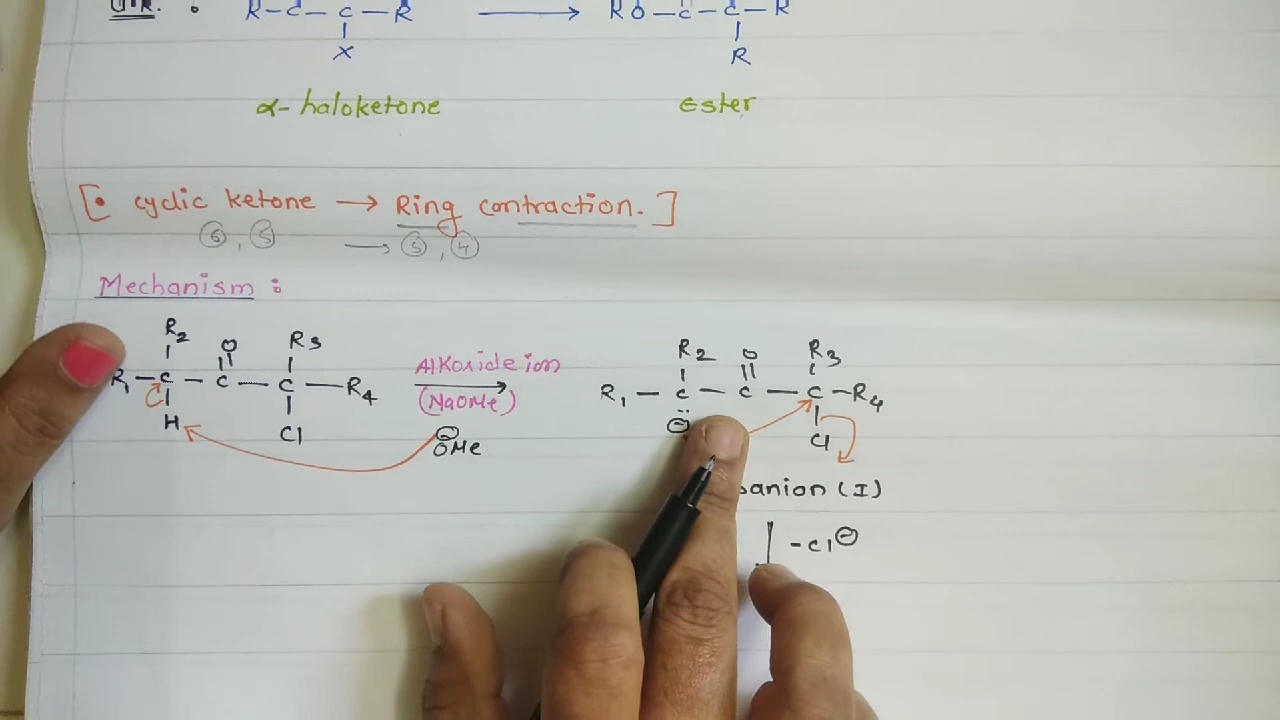 R-C-C-R → RO-C-C-R
X R
α-haloketone Ester
[• cyclic ketone → Ring contraction.]
⑥, ⑤ → ⑤, ④
Mechanism :
R2 O R3 R2 O R3
R1-C-C-C-R4 Alkoxide ion R1-C-C-C-R4
H Cl (NaOMe) ⊖ Cl
⊖OMe
anion (I)
-Cl⊖